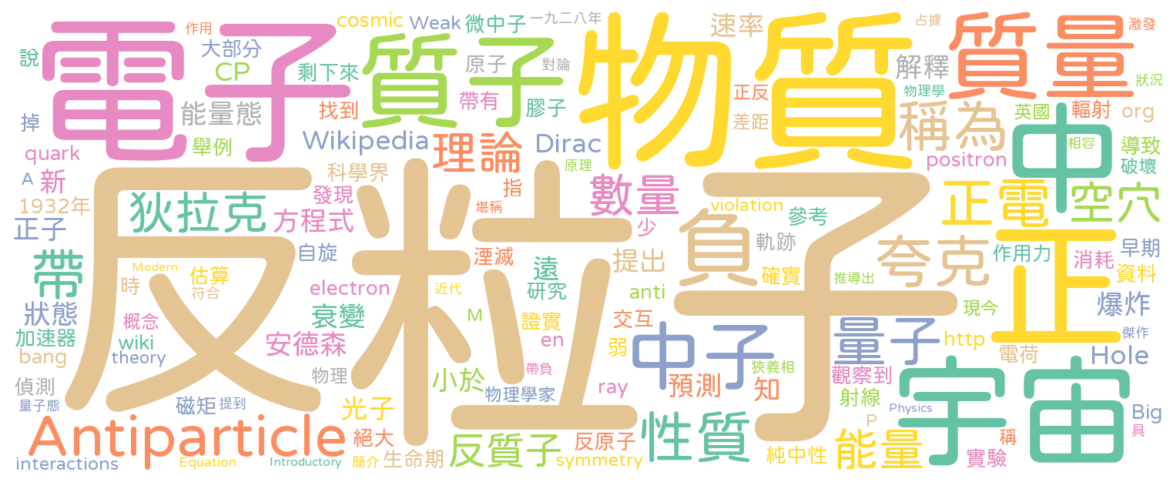 作用
cosmic
Weak
微中子
一九二八年
速率
占據
激發
說
大部分
電子
質子
物質
質量
CP
剩下來
原子
對論
解釋
狀況
能量態
找到
帶有
膠子
正反
物理學
英國
輻射
org
掉
舉例
Wikipedia
理論
Dirac
差距
稱為
中
相容
導致
quark
科學界
原理
positron
破壞
A
新
發現
指
數量
violation
正電
空穴
1932年
狄拉克
方程式
堪稱
少
參考
正子
反粒子
負
夸克
正
自旋
湮滅
遠
提出
軌跡
作用力
早期
帶
Modern
估算
近代
研究
確實
消耗
資料
時
符合
electron
anti
推導出
現今
狀態
概念
衰變
M
證實
交互
爆炸
加速器
wiki
安德森
en
弱
中子
量子
http
傑作
bang
theory
帶負
狹義相
電荷
Hole
偵測
物理
小於
物理學家
ray
預測
知
觀察到
宇宙
量子態
磁矩
提到
光子
射線
Physics
Big
Antiparticle
絕大
反質子
反原子
性質
P
能量
稱
具
interactions
Equation
Introductory
簡介
生命期
symmetry
純中性
實驗